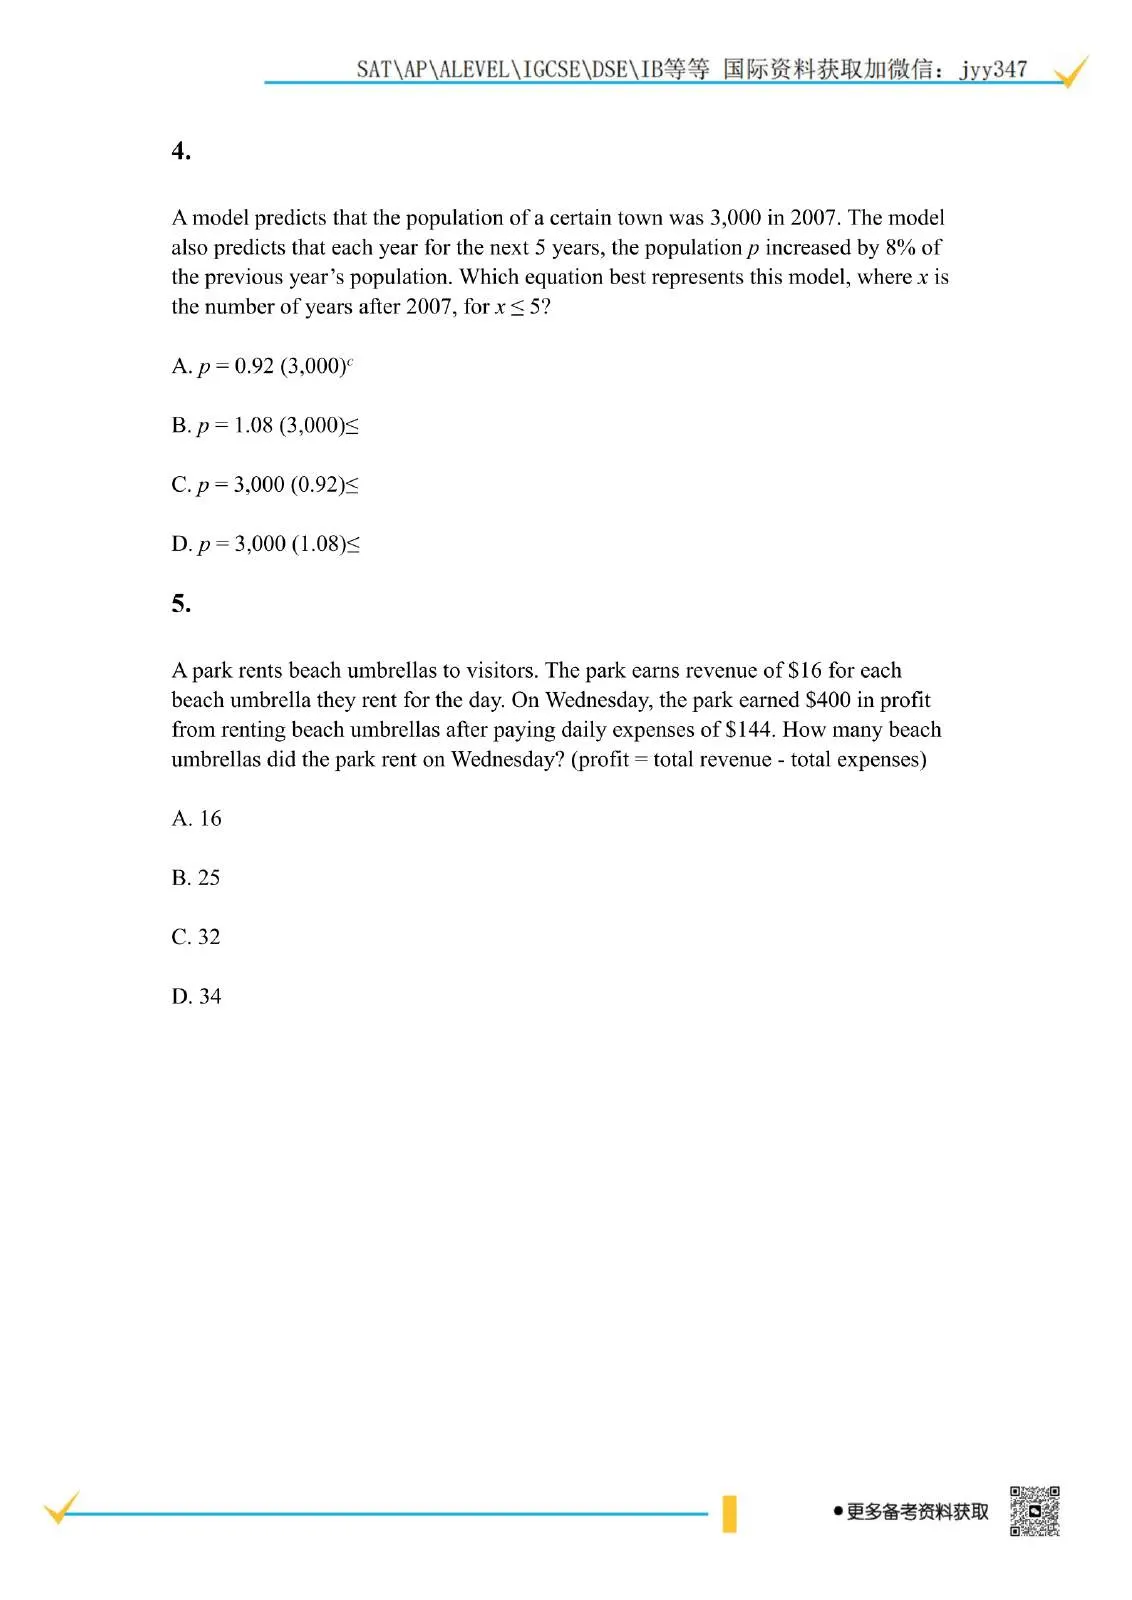 SAT\AP\ALEVEL\IGCSE\DSE\IB等等 国际资料获取加微信：jyy347
4.
A model predicts that the population of a certain town was 3,000 in 2007. The model
also predicts that each year for the next 5 years, the population p increased by 8% of
the previous year’s population. Which equation best represents this model, where x is
the number of years after 2007, for x ≤ 5?
A. p = 0.92 (3,000)ᶜ
B. p = 1.08 (3,000)≤
C. p = 3,000 (0.92)≤
D. p = 3,000 (1.08)≤
5.
A park rents beach umbrellas to visitors. The park earns revenue of $16 for each
beach umbrella they rent for the day. On Wednesday, the park earned $400 in profit
from renting beach umbrellas after paying daily expenses of $144. How many beach
umbrellas did the park rent on Wednesday? (profit = total revenue - total expenses)
A. 16
B. 25
C. 32
D. 34
●更多备考资料获取